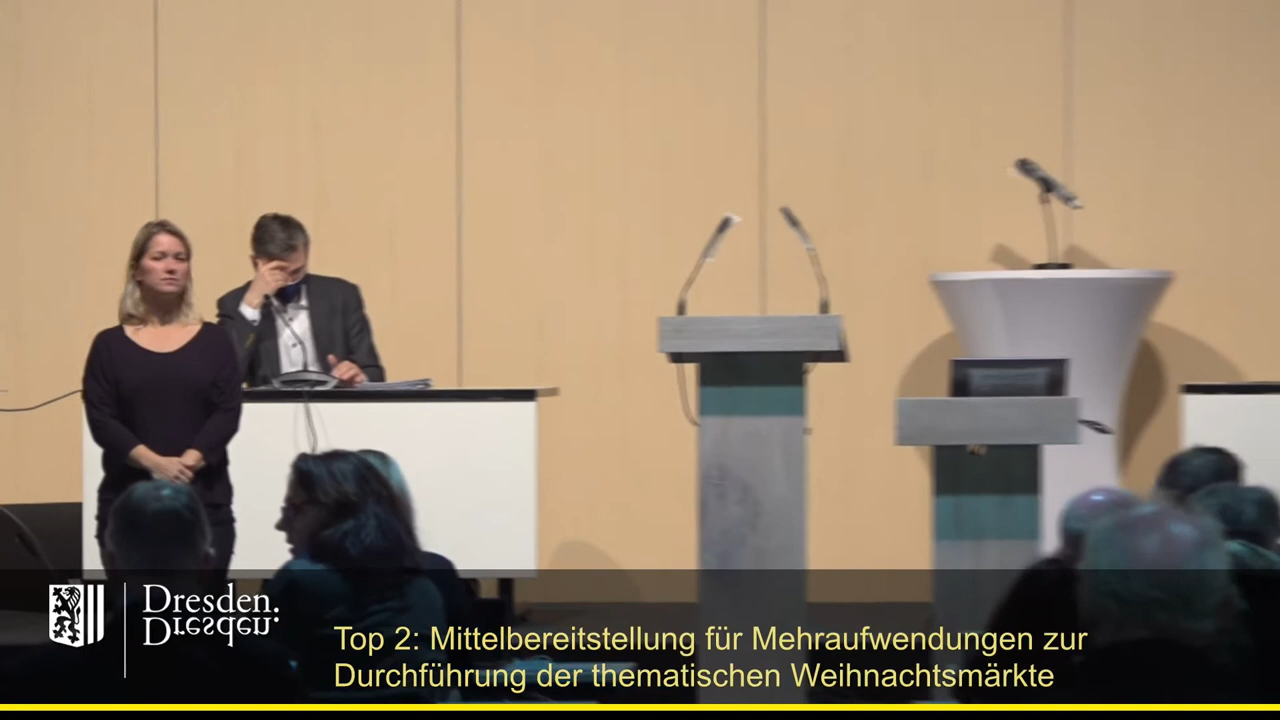 Dresden.
Dresden.
Top 2: Mittelbereitstellung für Mehraufwendungen zur
Durchführung der thematischen Weihnachtsmärkte